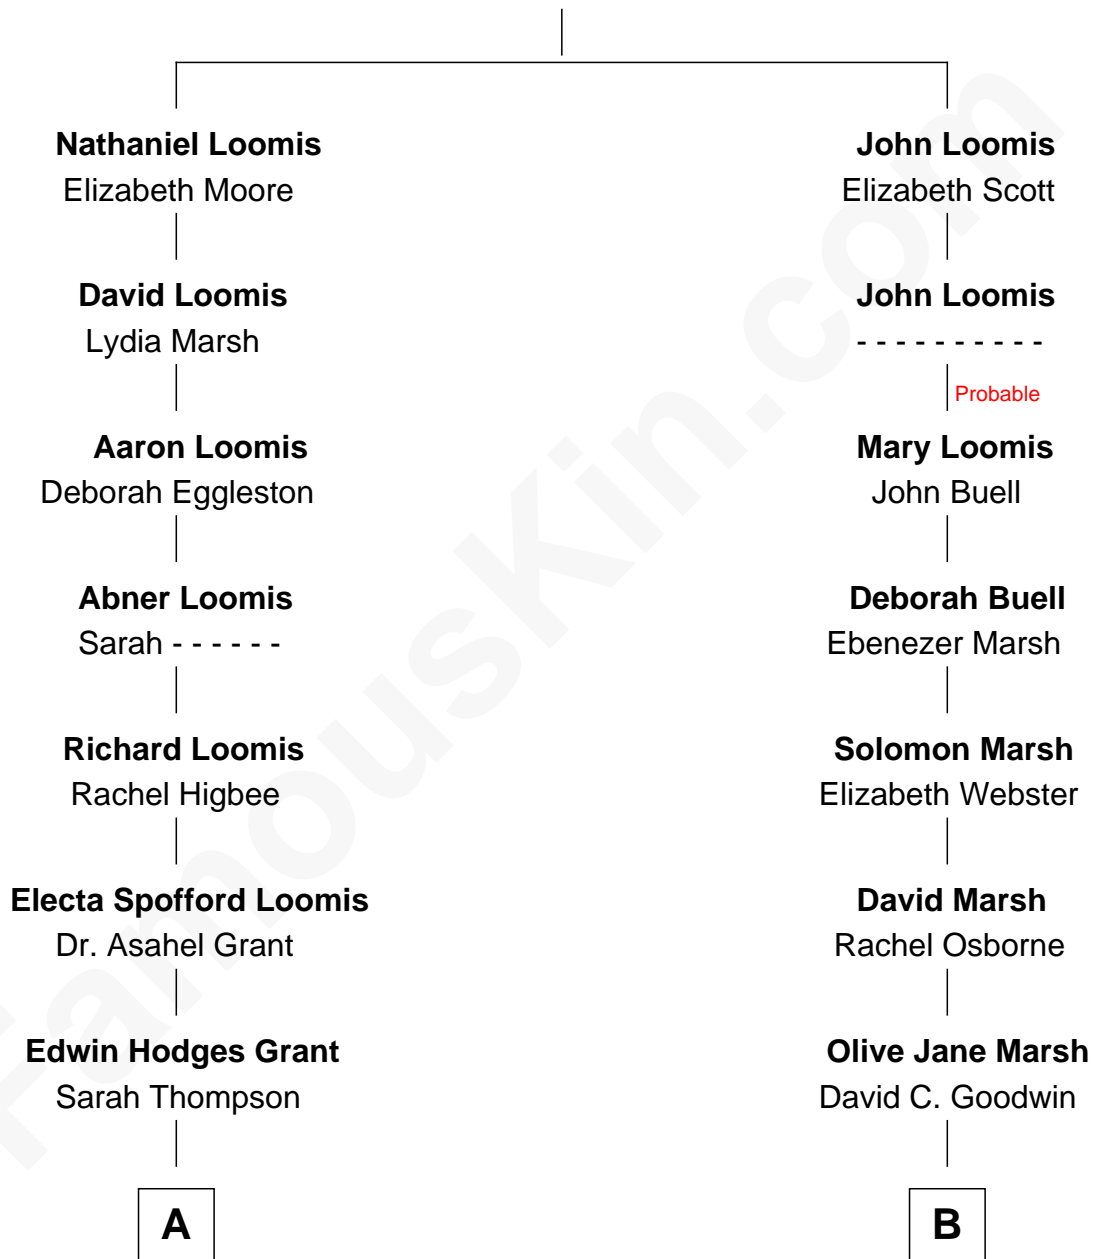 Nathaniel Loomis
Elizabeth Moore
David Loomis
Lydia Marsh
Aaron Loomis
Deborah Eggleston
Abner Loomis
Sarah - - - - - -
Richard Loomis
Rachel Higbee
Electa Spofford Loomis
Dr. Asahel Grant
Edwin Hodges Grant
Sarah Thompson
A
John Loomis
Elizabeth Scott
John Loomis
- - - - - - - - - -
Probable
Mary Loomis
John Buell
Deborah Buell
Ebenezer Marsh
Solomon Marsh
Elizabeth Webster
David Marsh
Rachel Osborne
Olive Jane Marsh
David C. Goodwin
B
FamousKin.com